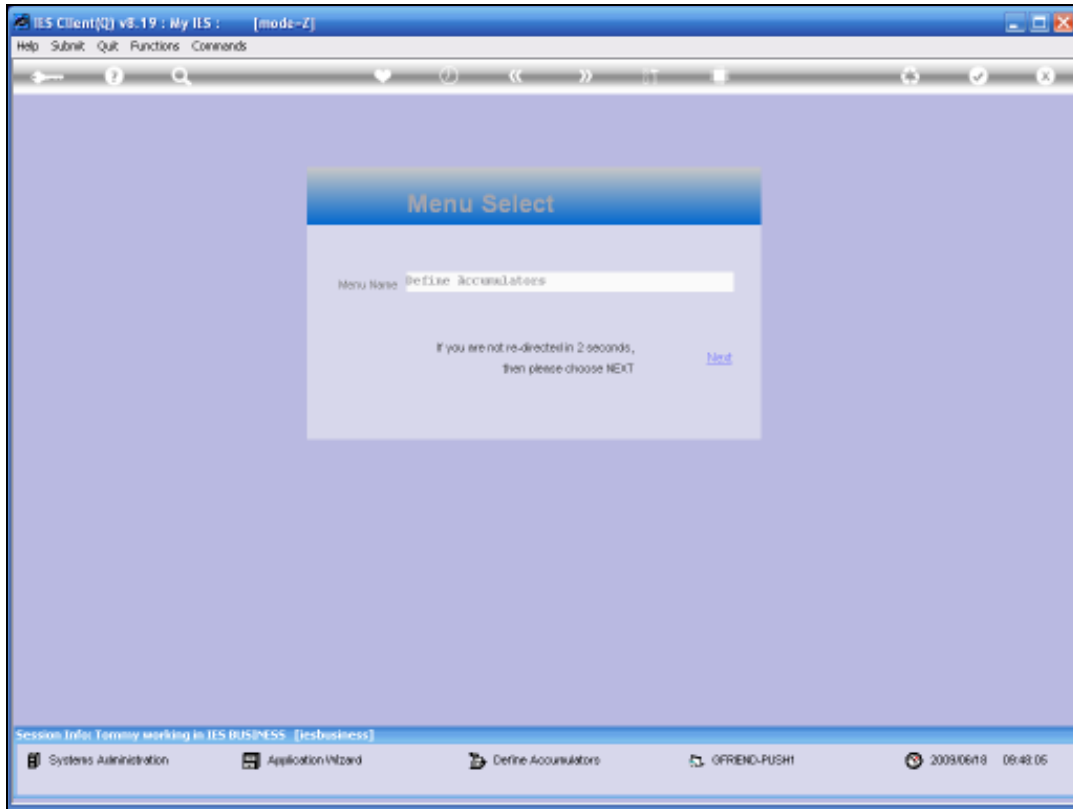 IES Client(Q) v8.19 : My IES : [mode-Z]
Help Submit Quit Functions Commands
Menu Select
Menu Name Define Accumulators
If you are not re-directed in 2 seconds,
then please choose NEXT
Next
Session Info: Tommy working in IES BUSINESS [iesbusiness]
Systems Administration Application Wizard Define Accumulators GFRIEND-PUSH1 2009/06/18 09:48:05